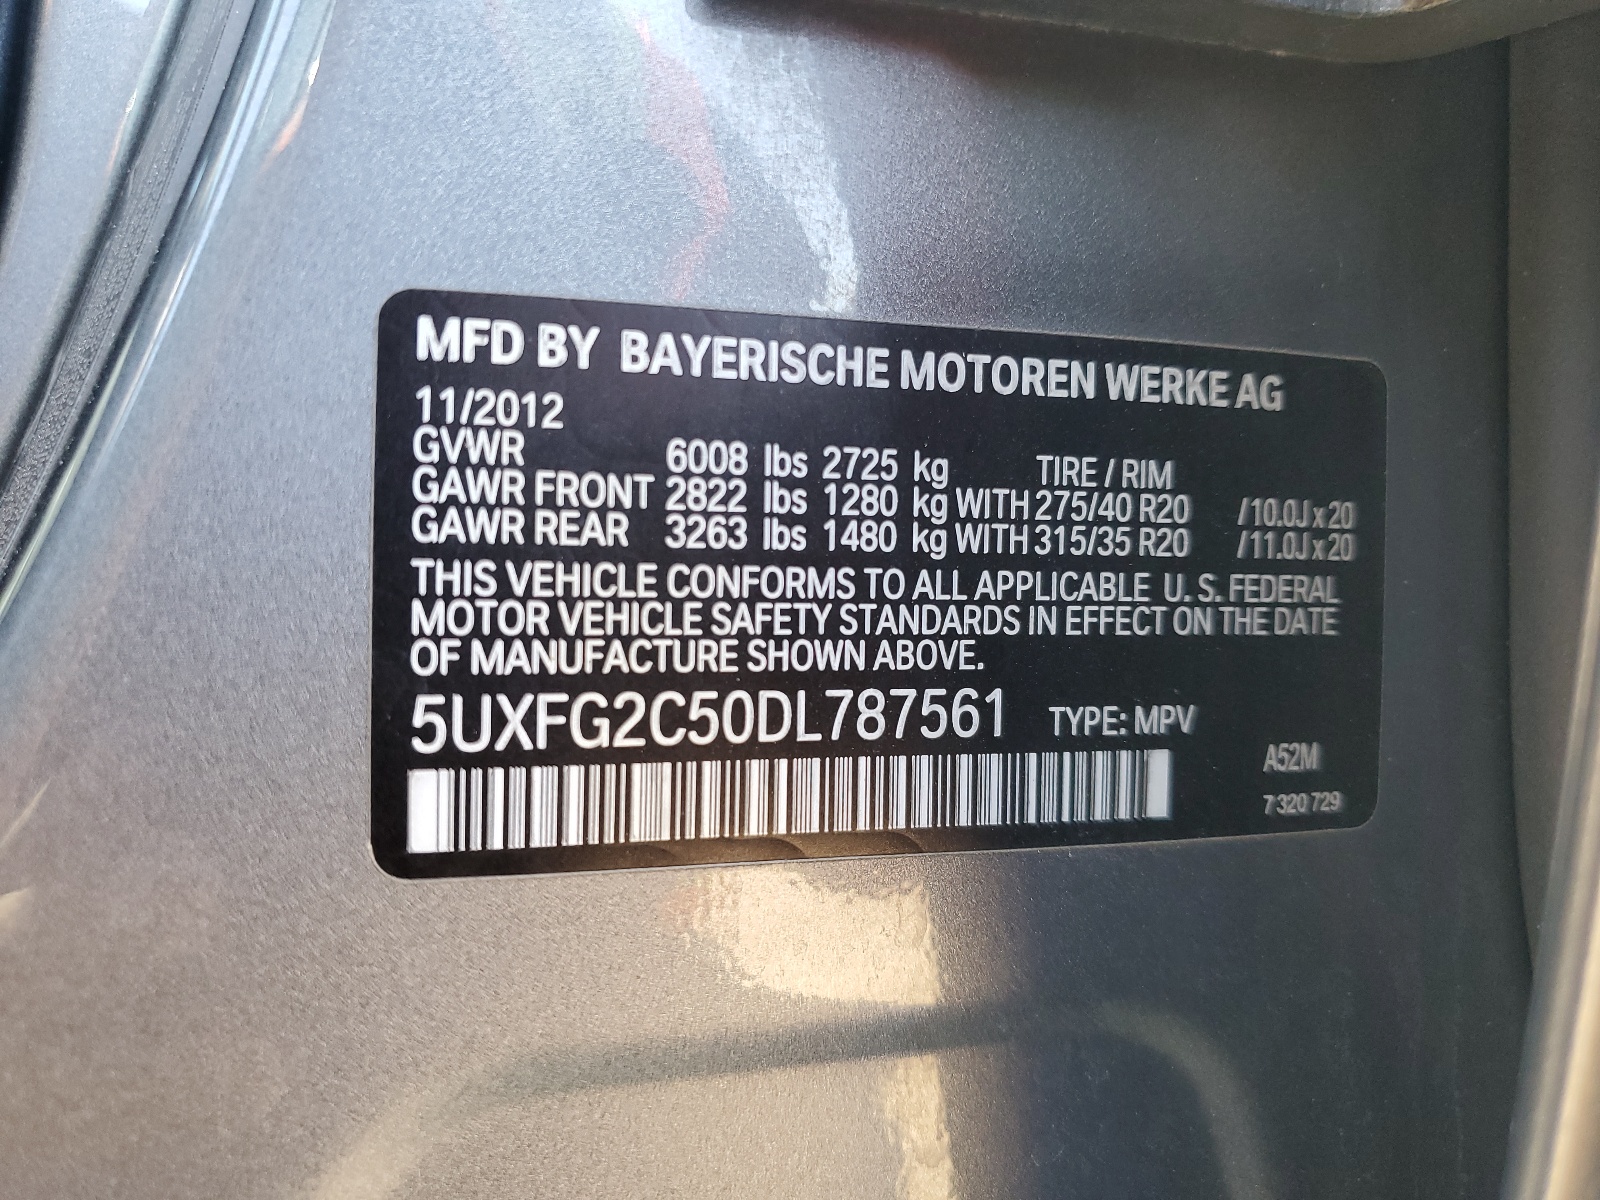 MFD BY BAYERISCHE MOTOREN WERKE AG
11/2012
GVWR 6008 lbs 2725 kg TIRE / RIM
GAWR FRONT 2822 lbs 1280 kg WITH 275/40 R20 /10.0J x 20
GAWR REAR 3263 lbs 1480 kg WITH 315/35 R20 /11.0J x 20
THIS VEHICLE CONFORMS TO ALL APPLICABLE U. S. FEDERAL
MOTOR VEHICLE SAFETY STANDARDS IN EFFECT ON THE DATE
OF MANUFACTURE SHOWN ABOVE.
5UXFG2C50DL787561 TYPE: MPV
A52M
7 320 729